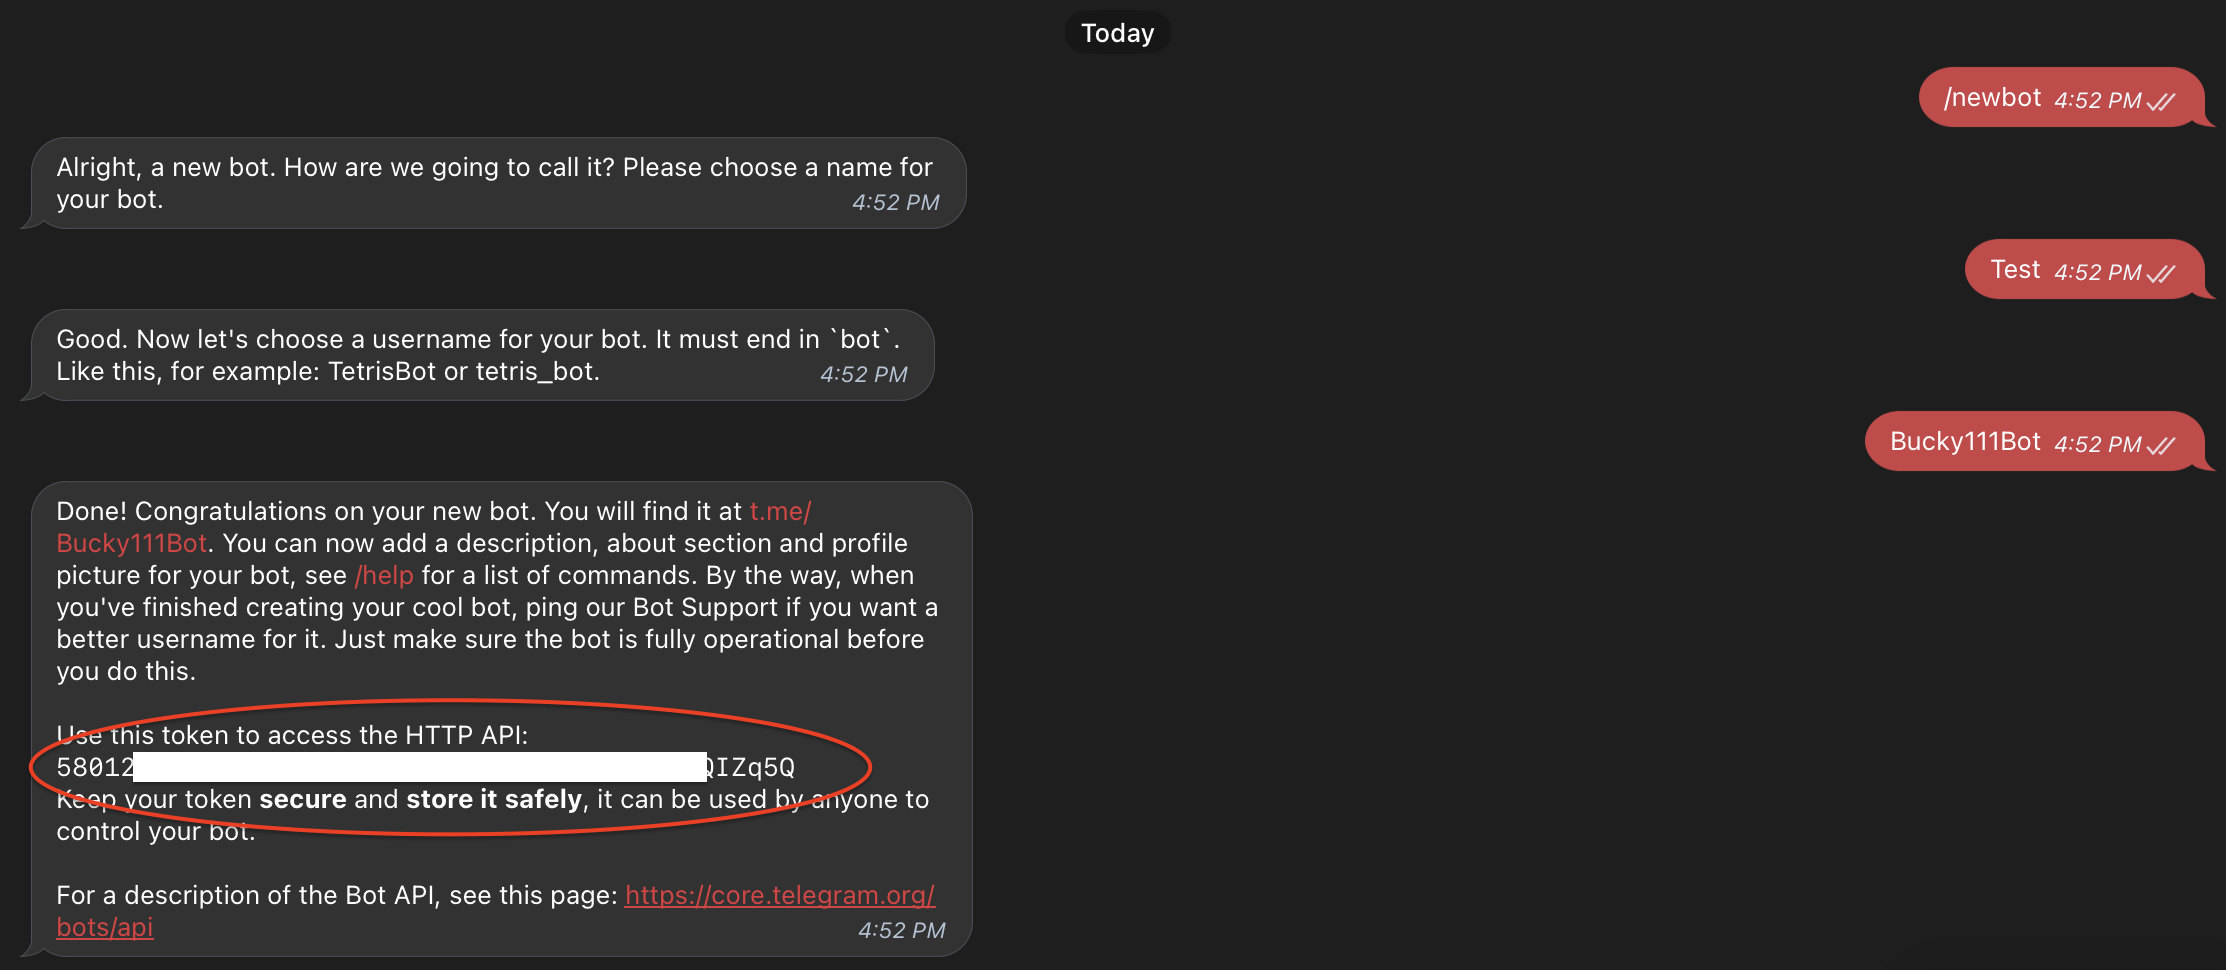 Today
/newbot 4:52 PM
Alright, a new bot. How are we going to call it? Please choose a name for
your bot. 4:52 PM
Test 4:52 PM
Good. Now let's choose a username for your bot. It must end in `bot`.
Like this, for example: TetrisBot or tetris_bot. 4:52 PM
Bucky111Bot 4:52 PM
Done! Congratulations on your new bot. You will find it at t.me/
Bucky111Bot. You can now add a description, about section and profile
picture for your bot, see /help for a list of commands. By the way, when
you've finished creating your cool bot, ping our Bot Support if you want a
better username for it. Just make sure the bot is fully operational before
you do this.
Use this token to access the HTTP API:
58012 QIZq5Q
Keep your token secure and store it safely, it can be used by anyone to
control your bot.
For a description of the Bot API, see this page: https://core.telegram.org/
bots/api 4:52 PM